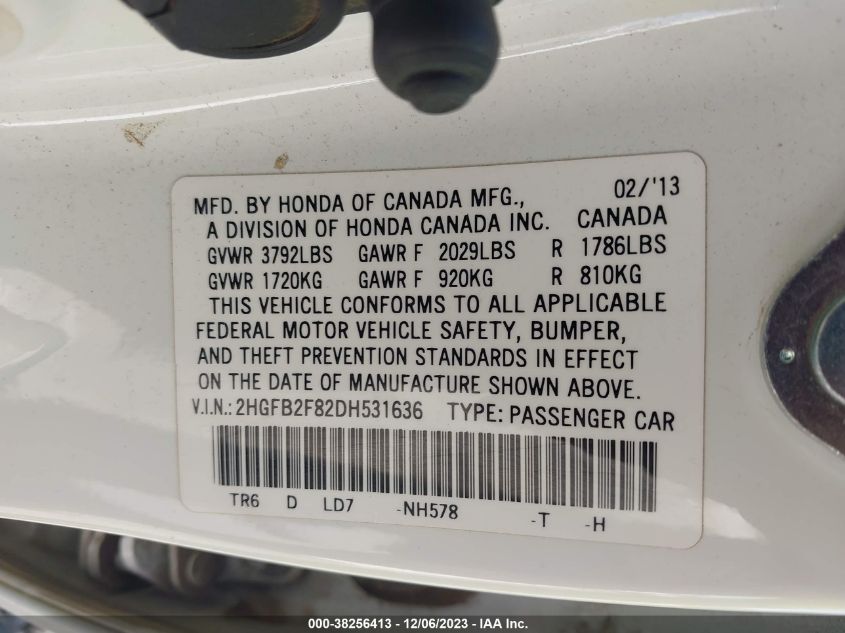 MFD. BY HONDA OF CANADA MFG., 02/'13
A DIVISION OF HONDA CANADA INC. CANADA
GVWR 3792LBS GAWR F 2029LBS R 1786LBS
GVWR 1720KG GAWR F 920KG R 810KG
THIS VEHICLE CONFORMS TO ALL APPLICABLE
FEDERAL MOTOR VEHICLE SAFETY, BUMPER,
AND THEFT PREVENTION STANDARDS IN EFFECT
ON THE DATE OF MANUFACTURE SHOWN ABOVE.
V.I.N.: 2HGFB2F82DH531636 TYPE: PASSENGER CAR
TR6 D LD7 -NH578 -T -H
000-38256413 - 12/06/2023 - IAA Inc.